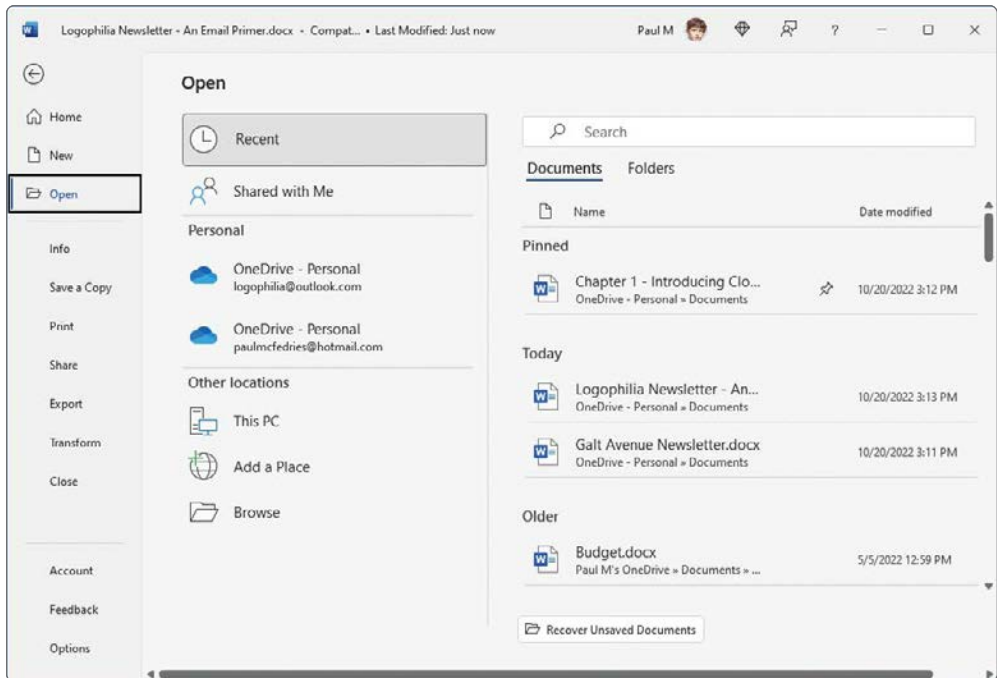 Logophilia Newsletter - An Email Primer.docx • Compat... • Last Modified: Just now
Paul M
?
Open
Home
New
Open
Info
Save a Copy
Print
Share
Export
Transform
Close
Account
Feedback
Options
Recent
Shared with Me
Personal
OneDrive - Personal
logophilia@outlook.com
OneDrive - Personal
paulmcfedries@hotmail.com
Other locations
This PC
Add a Place
Browse
Search
Documents Folders
Name Date modified
Pinned
Chapter 1 - Introducing Clo...
OneDrive - Personal » Documents
10/20/2022 3:12 PM
Today
Logophilia Newsletter - An...
OneDrive - Personal » Documents
10/20/2022 3:13 PM
Galt Avenue Newsletter.docx
OneDrive - Personal » Documents
10/20/2022 3:11 PM
Older
Budget.docx
Paul M's OneDrive » Documents » ...
5/5/2022 12:59 PM
Recover Unsaved Documents